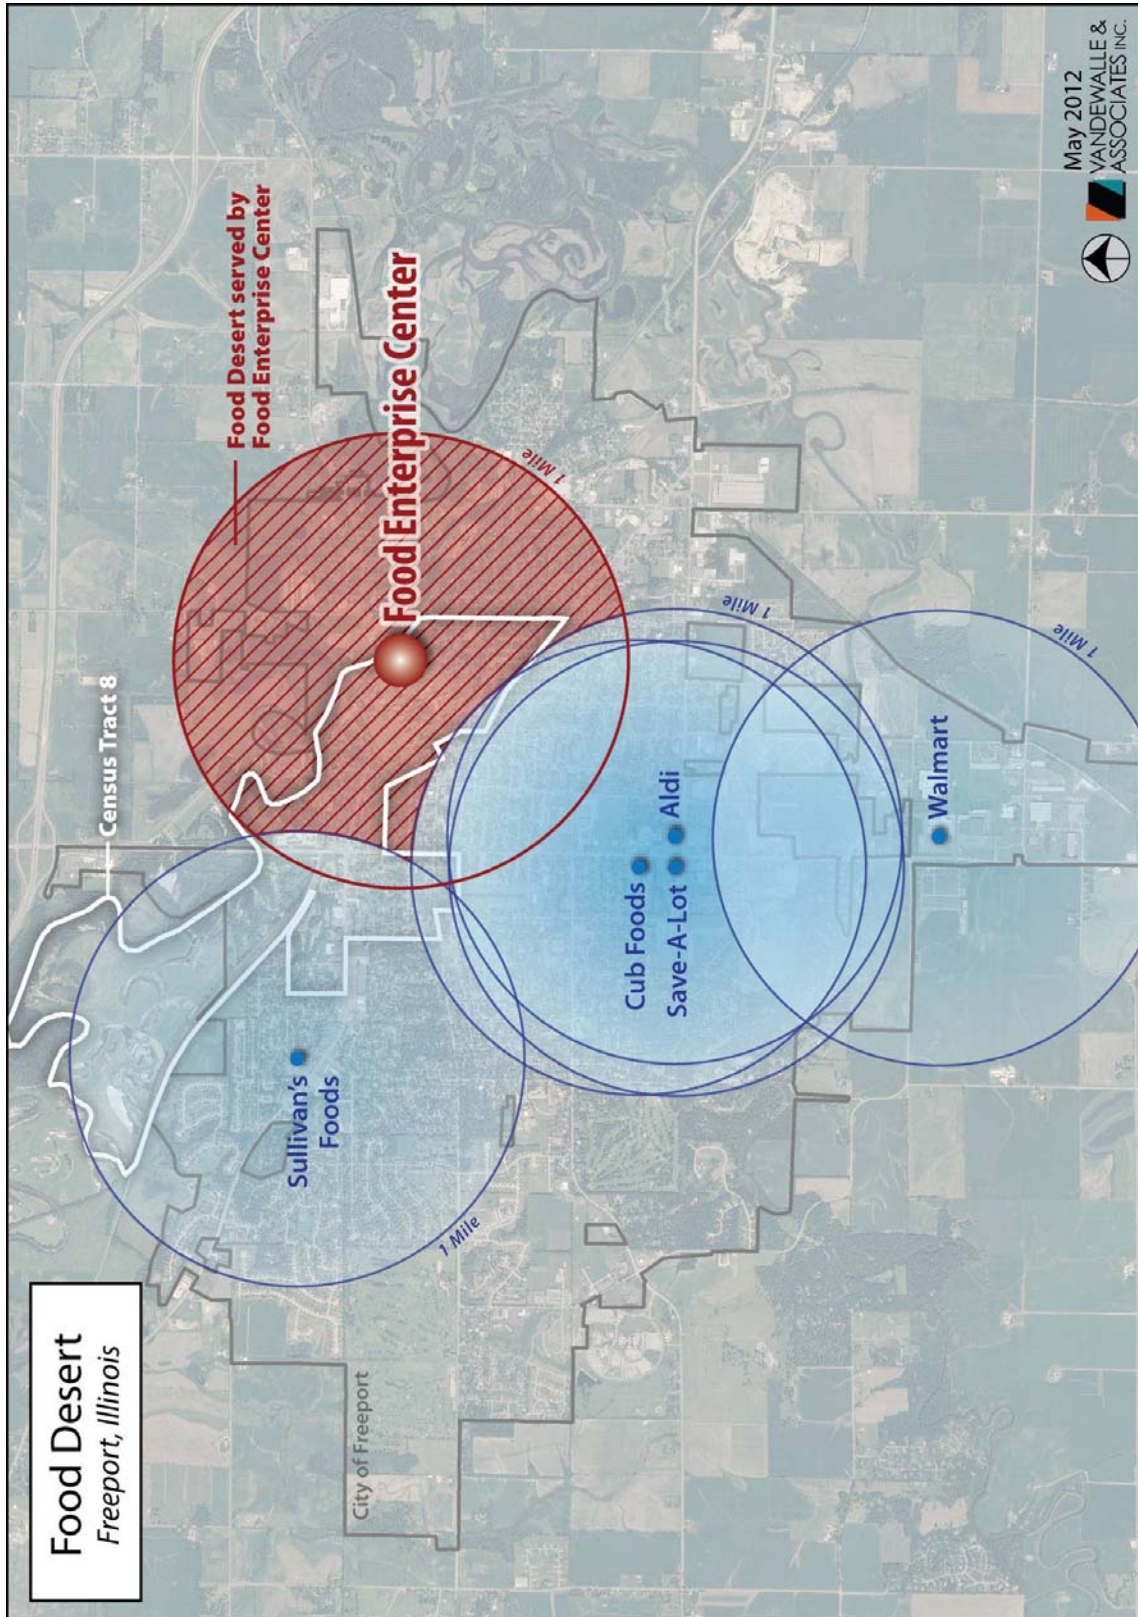 Food Desert
Freeport, Illinois
Census Tract 8
Food Desert served by
Food Enterprise Center
Food Enterprise Center
1 Mile
Sullivan's
Foods
1 Mile
City of Freeport
Cub Foods
Save-A-Lot
Aldi
1 Mile
Walmart
1 Mile
May 2012
VANDEWALLE &
ASSOCIATES INC.